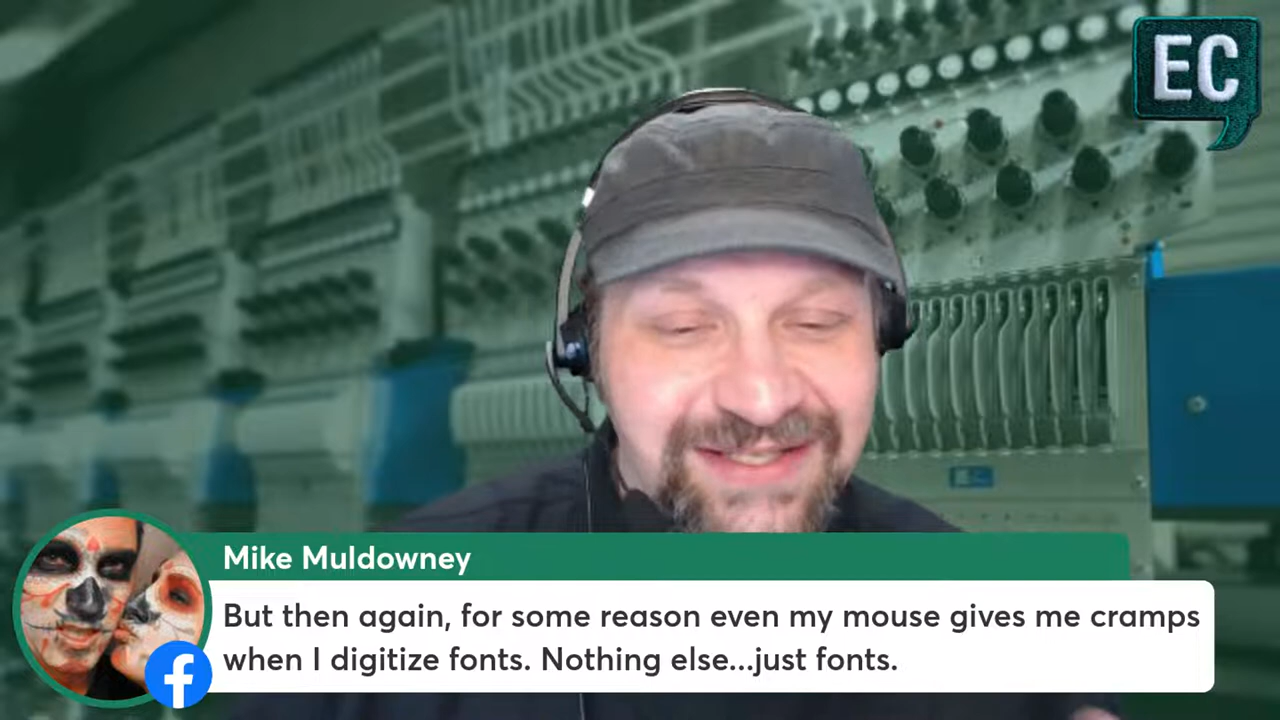 EC
Mike Muldowney
But then again, for some reason even my mouse gives me cramps
when I digitize fonts. Nothing else...just fonts.